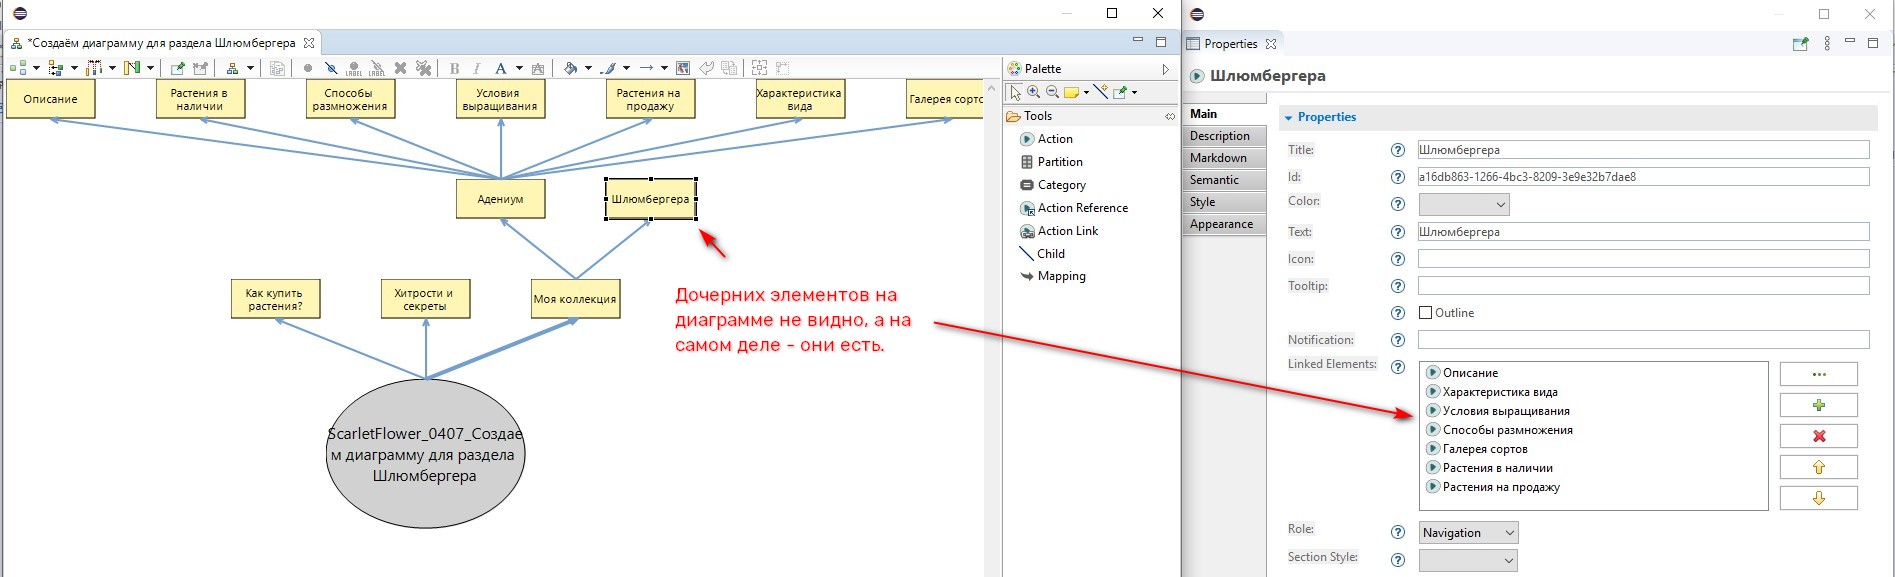 *Создаём диаграмму для раздела Шлюмбергера
Описание
Растения в
наличии
Способы
размножения
Условия
выращивания
Растения на
продажу
Характеристика
вида
Галерея сорто
Адениум
Шлюмбергера
Как купить
растения?
Хитрости и
секреты
Моя коллекция
ScarletFlower_0407_Создае
м диаграмму для раздела
Шлюмбергера
Дочерних элементов на
диаграмме не видно, а на
самом деле - они есть.
Palette
Tools
Action
Partition
Category
Action Reference
Action Link
Child
Mapping
Properties
Шлюмбергера
Main
Description
Markdown
Semantic
Style
Appearance
Properties
Title:
Шлюмбергера
Id:
a16db863-1266-4bc3-8209-3e9e32b7dae8
Color:
Text:
Шлюмбергера
Icon:
Tooltip:
Outline
Notification:
Linked Elements:
Описание
Характеристика вида
Условия выращивания
Способы размножения
Галерея сортов
Растения в наличии
Растения на продажу
Role:
Navigation
Section Style: